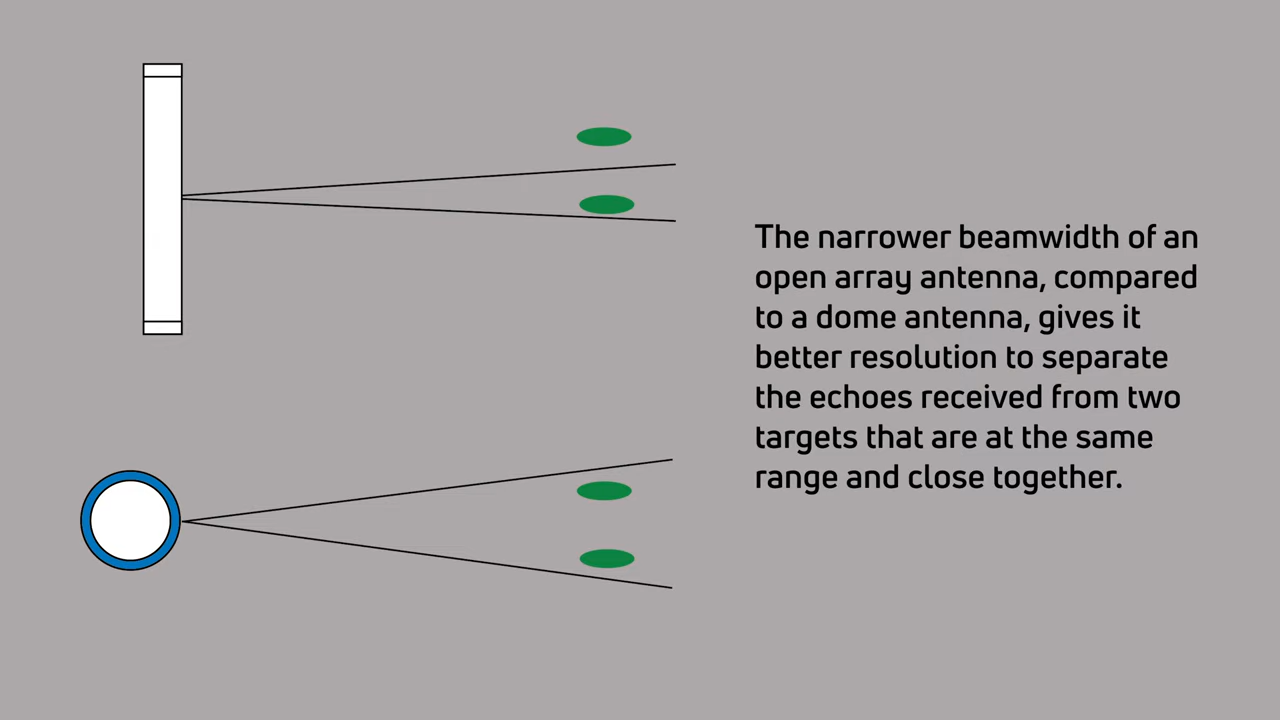 The narrower beamwidth of an
open array antenna, compared
to a dome antenna, gives it
better resolution to separate
the echoes received from two
targets that are at the same
range and close together.